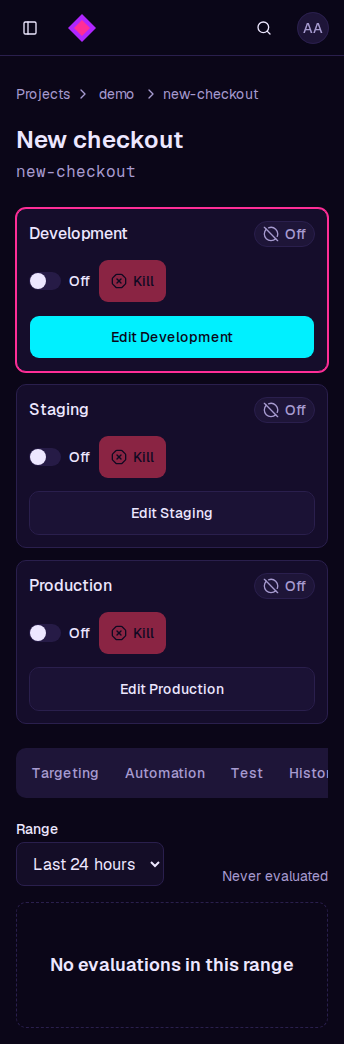 AA
Projects > demo > new-checkout
New checkout
new-checkout
Development Off
Off Kill
Edit Development
Staging Off
Off Kill
Edit Staging
Production Off
Off Kill
Edit Production
Targeting Automation Test Histor
Range
Last 24 hours
Never evaluated
No evaluations in this range